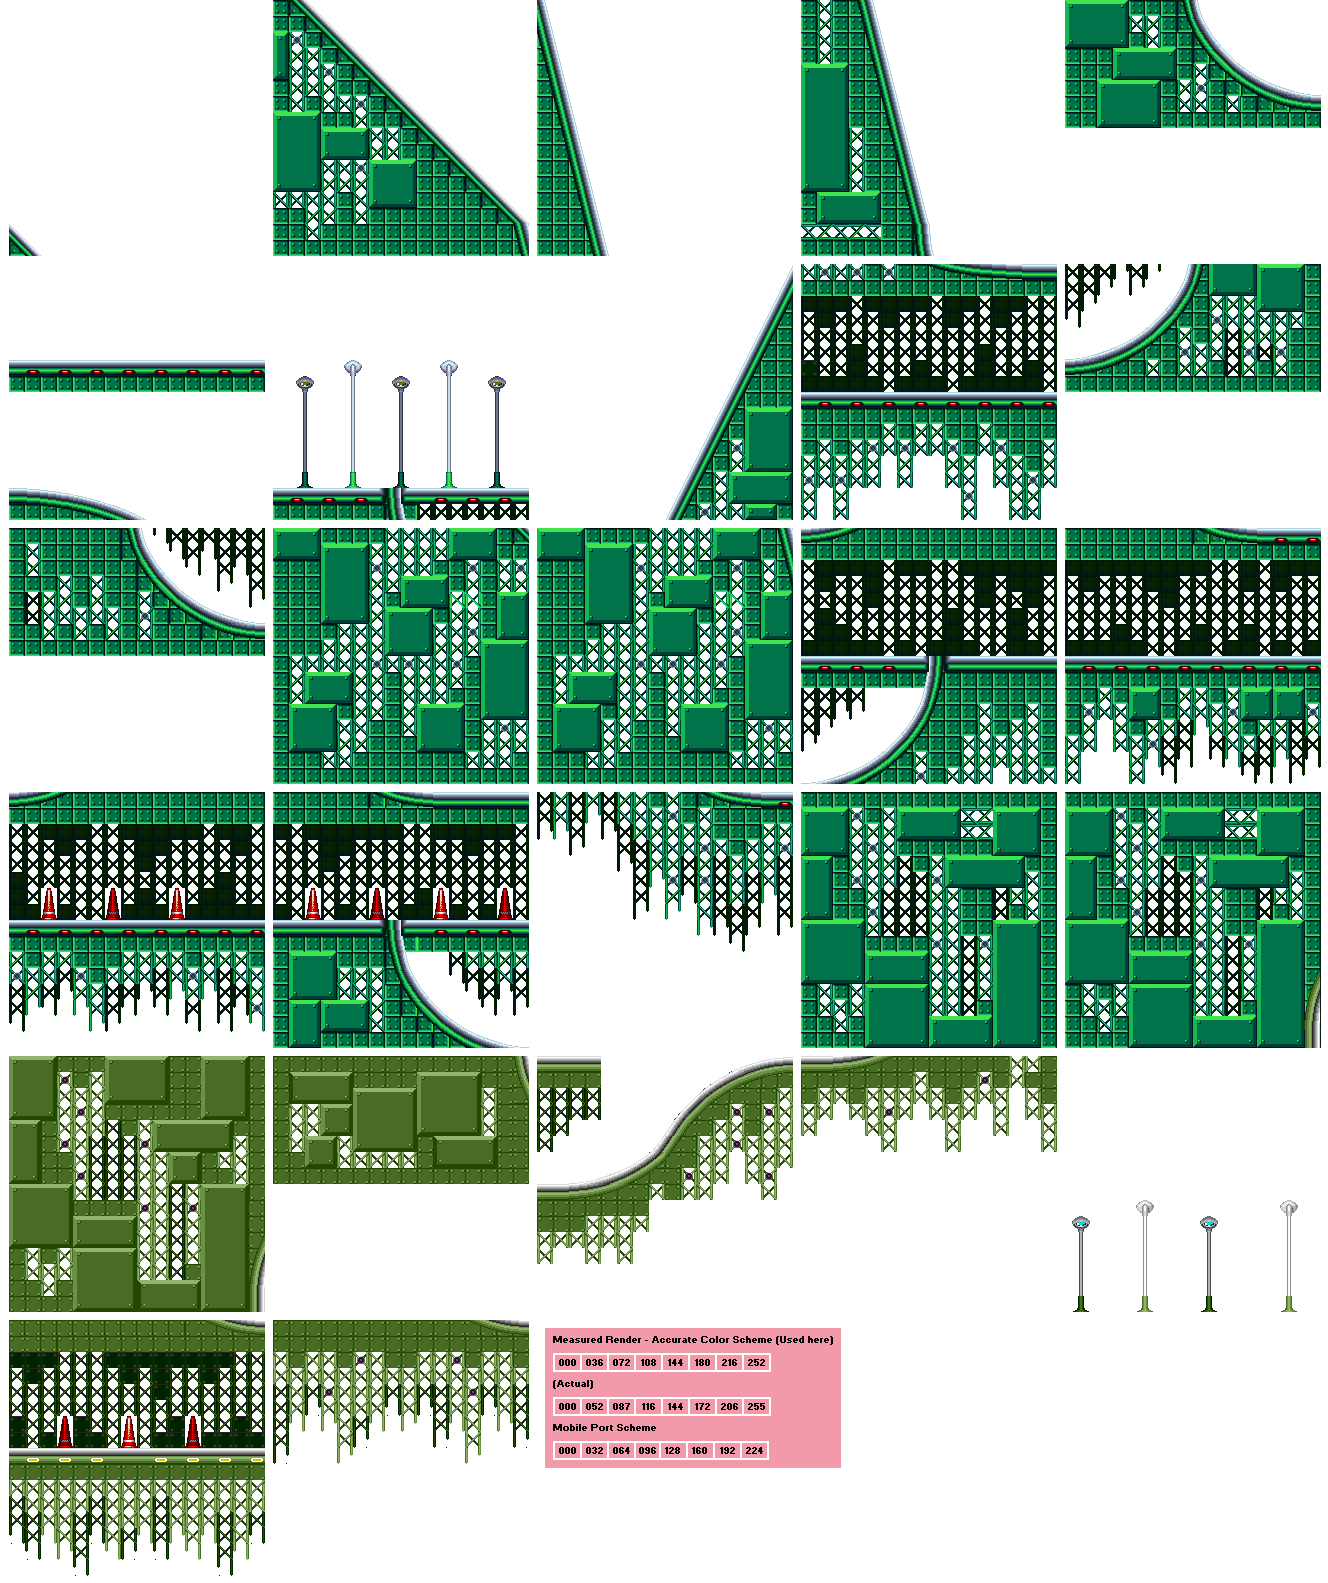 Measured Render - Accurate Color Scheme (Used here)
000 036 072 108 144 180 216 252
(Actual)
000 052 087 116 144 172 206 255
Mobile Port Scheme
000 032 064 096 128 160 192 224